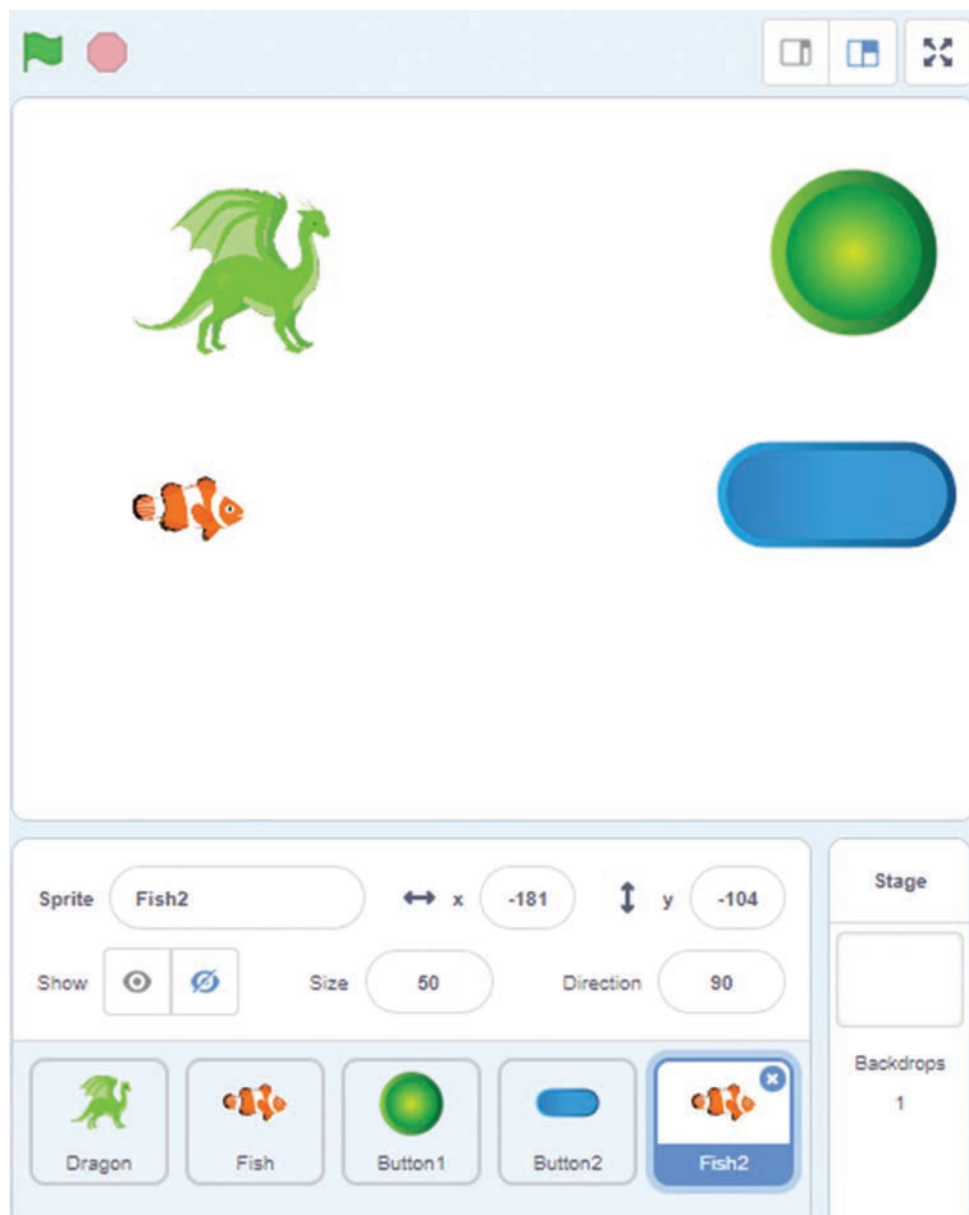 Sprite Fish2 x -181 y -104
Show Size 50 Direction 90
Stage
Backdrops
1
Dragon Fish Button1 Button2 Fish2